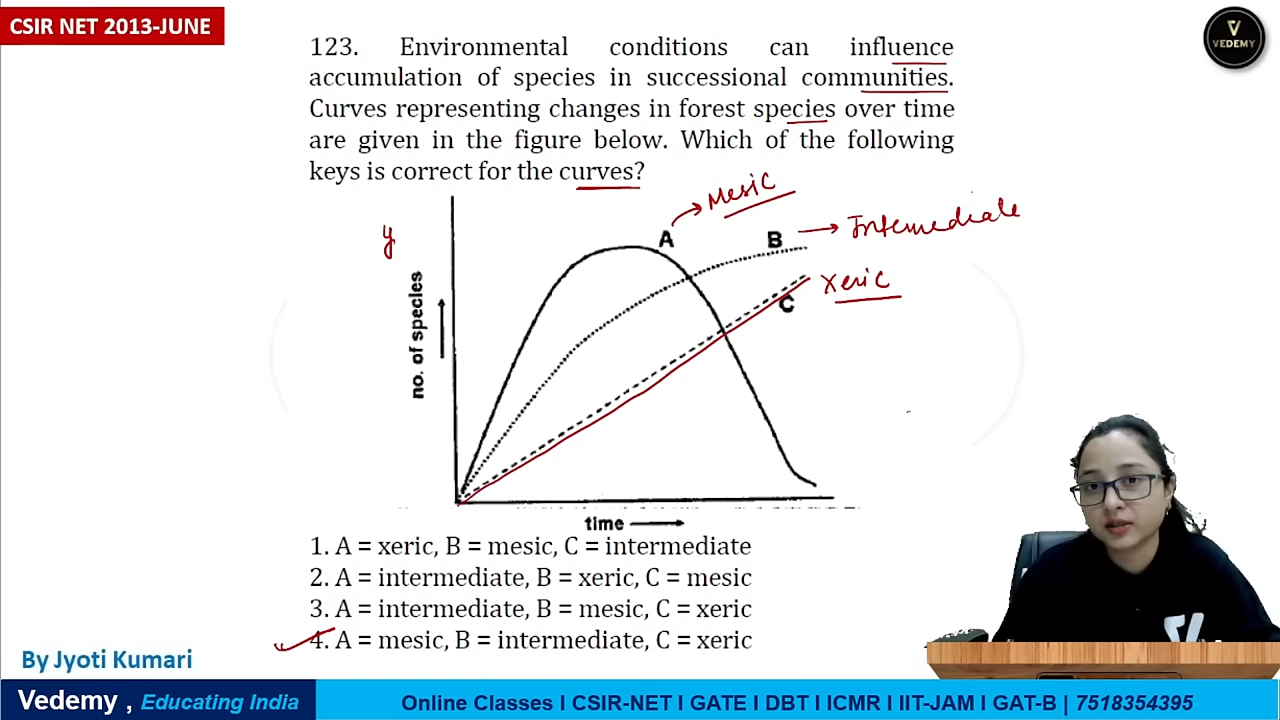 CSIR NET 2013-JUNE
VEDEMY
123. Environmental conditions can influence
accumulation of species in successional communities.
Curves representing changes in forest species over time
are given in the figure below. Which of the following
keys is correct for the curves?
Mesic
y
A
B
Intermediate
Xeric
C
no. of species
time
1. A = xeric, B = mesic, C = intermediate
2. A = intermediate, B = xeric, C = mesic
3. A = intermediate, B = mesic, C = xeric
4. A = mesic, B = intermediate, C = xeric
By Jyoti Kumari
Vedemy , Educating India
Online Classes I CSIR-NET I GATE I DBT I ICMR I IIT-JAM I GAT-B | 7518354395